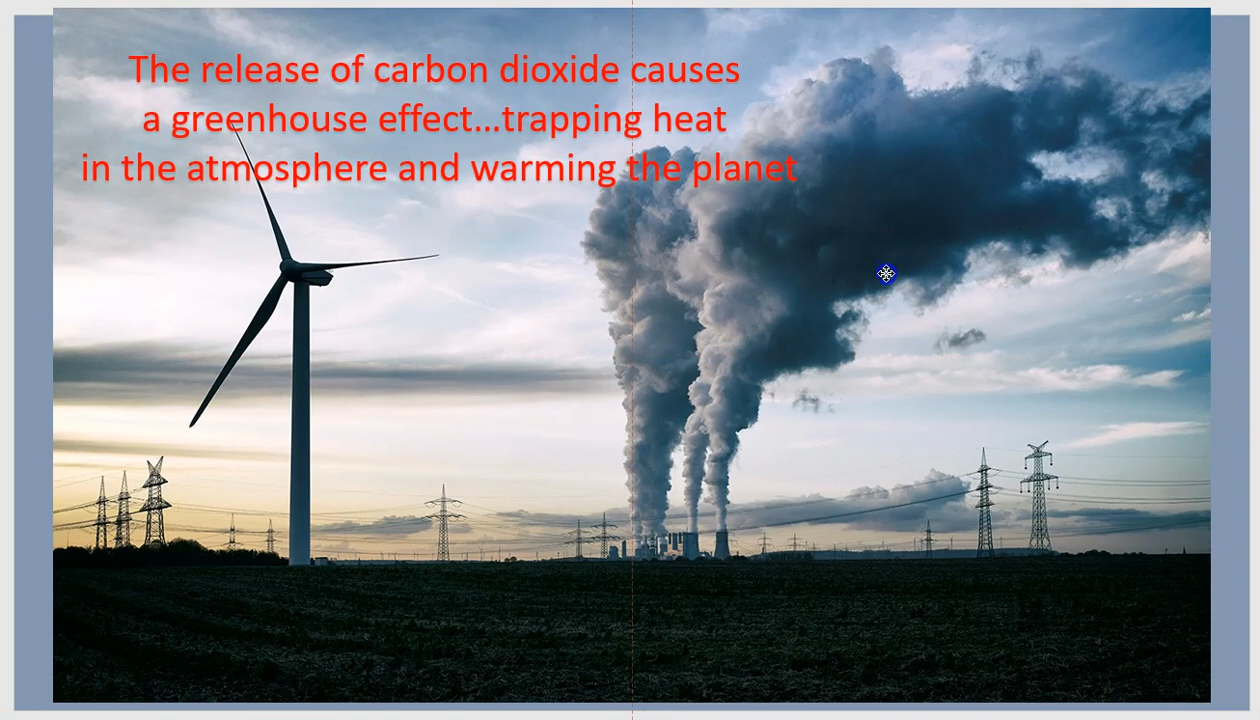 The release of carbon dioxide causes
a greenhouse effect...trapping heat
in the atmosphere and warming the planet